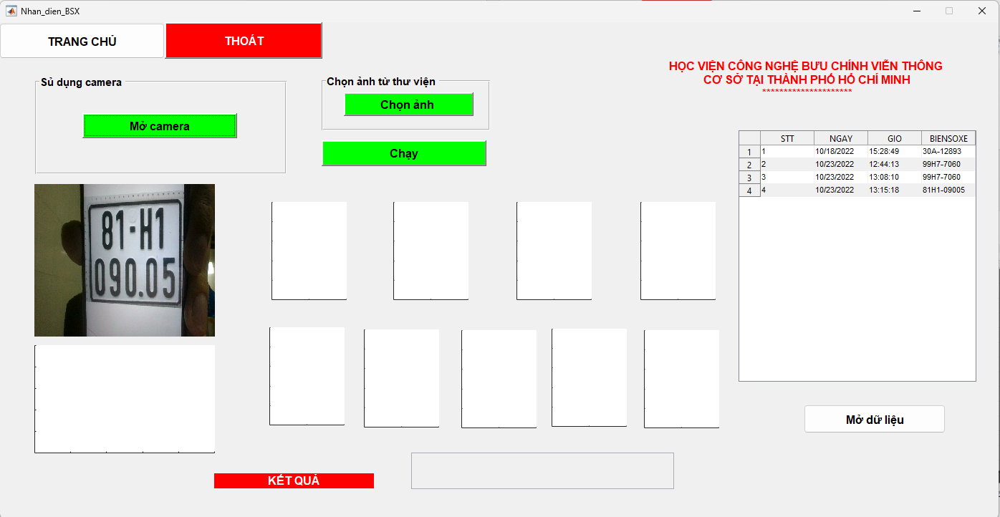 Nhan_dien_BSX
TRANG CHỦ
THOÁT
HỌC VIỆN CÔNG NGHỆ BƯU CHÍNH VIỄN THÔNG
CƠ SỞ TẠI THÀNH PHỐ HỒ CHÍ MINH
*********************
Sủ dụng camera
Mở camera
Chọn ảnh từ thư viện
Chọn ảnh
Chạy
STT NGAY GIO BIENSOXE
1 1 10/18/2022 15:28:49 30A-12893
2 2 10/23/2022 12:44:13 99H7-7060
3 3 10/23/2022 13:08:10 99H7-7060
4 4 10/23/2022 13:15:18 81H1-09005
81-H1
090.05
Mở dữ liệu
KẾT QUẢ